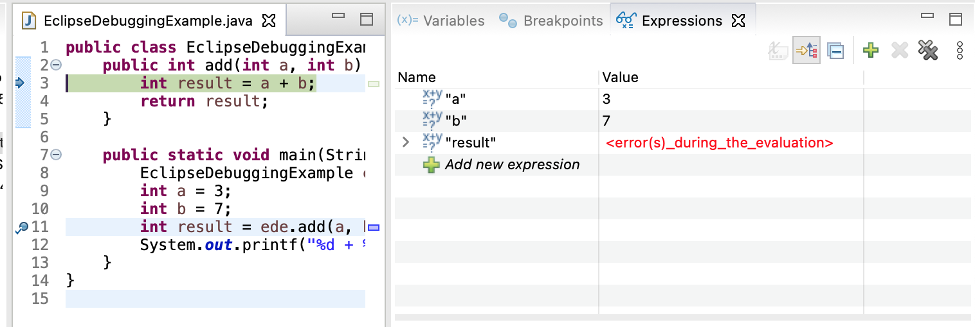 EclipseDebuggingExample.java
1 public class EclipseDebuggingExam
2 public int add(int a, int b)
3 int result = a + b;
4 return result;
5 }
6
7 public static void main(Strin
8 EclipseDebuggingExample
9 int a = 3;
10 int b = 7;
11 int result = ede.add(a,
12 System.out.printf("%d +
13 }
14 }
15
(x)= Variables
Breakpoints
Expressions
Name Value
x+y=? "a" 3
x+y=? "b" 7
x+y=? "result" <error(s)_during_the_evaluation>
Add new expression